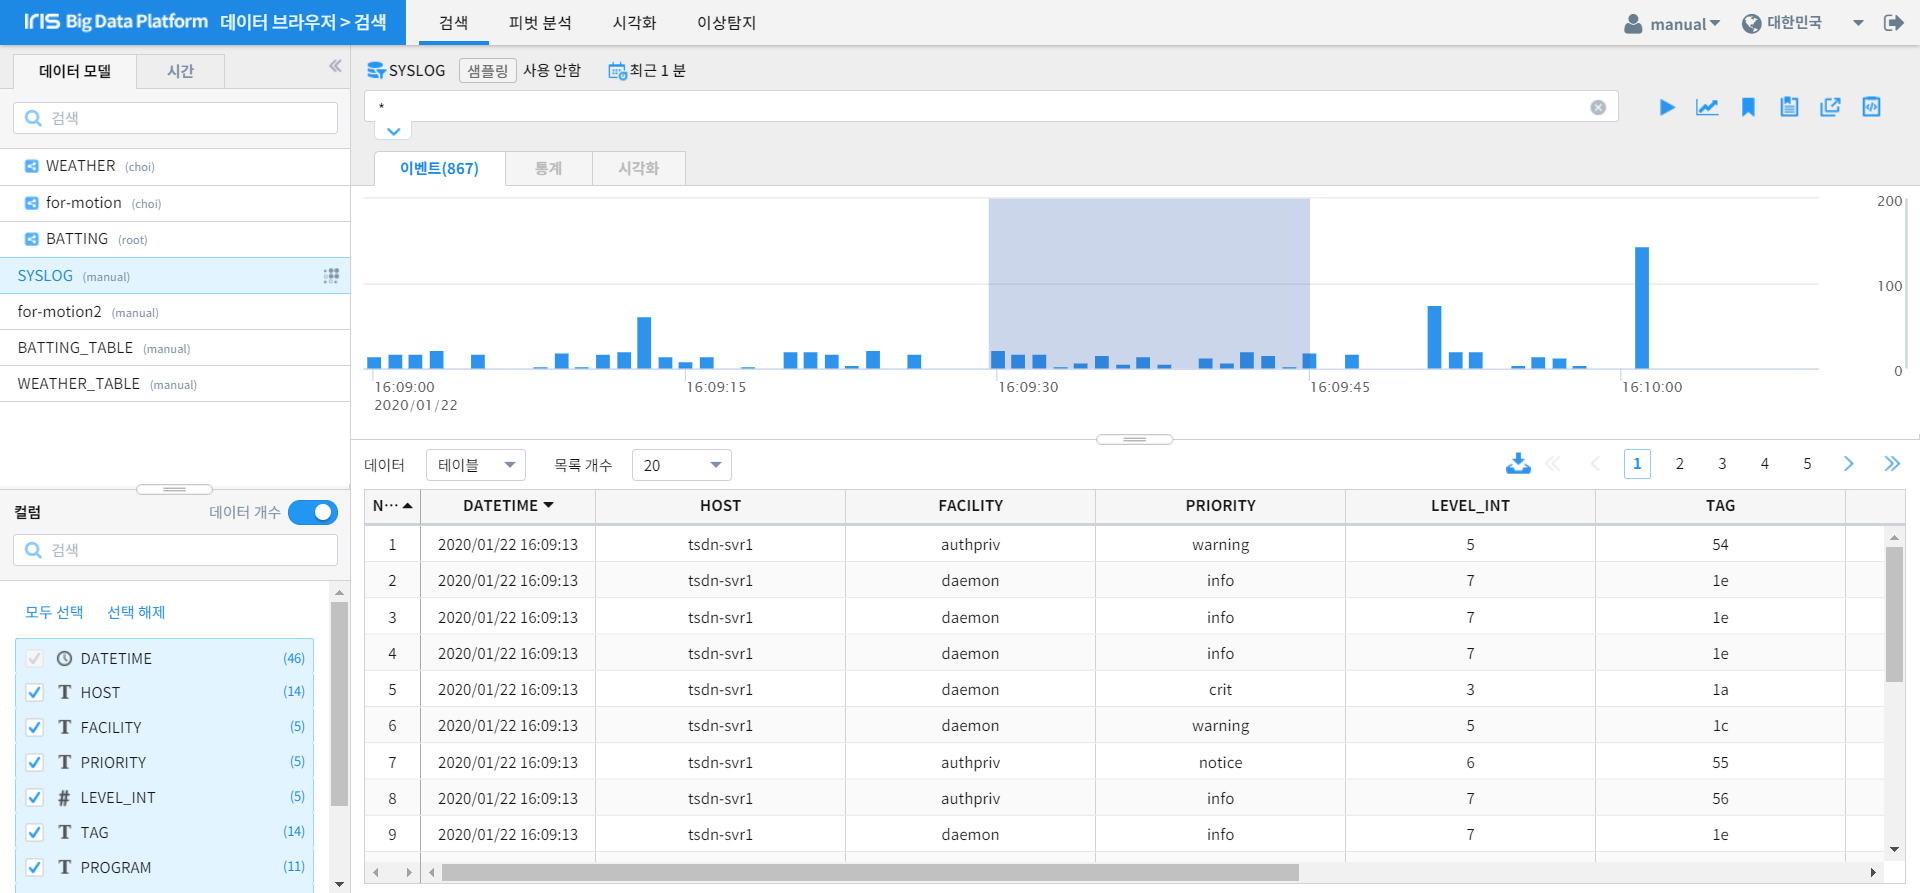 IRIS Big Data Platform 데이터 브라우저 > 검색
검색 피벗 분석 시각화 이상탐지
manual 대한민국
데이터 모델 시간
검색
WEATHER (choi)
for-motion (choi)
BATTING (root)
SYSLOG (manual)
for-motion2 (manual)
BATTING_TABLE (manual)
WEATHER_TABLE (manual)
컬럼 데이터 개수
검색
모두 선택 선택 해제
DATETIME (46)
T HOST (14)
T FACILITY (5)
T PRIORITY (5)
# LEVEL_INT (5)
T TAG (14)
T PROGRAM (11)
SYSLOG 샘플링 사용 안함 최근 1 분
*
이벤트(867) 통계 시각화
200
100
0
16:09:00 16:09:15 16:09:30 16:09:45 16:10:00
2020/01/22
데이터 테이블 목록 개수 20
1 2 3 4 5
N… DATETIME HOST FACILITY PRIORITY LEVEL_INT TAG
1 2020/01/22 16:09:13 tsdn-svr1 authpriv warning 5 54
2 2020/01/22 16:09:13 tsdn-svr1 daemon info 7 1e
3 2020/01/22 16:09:13 tsdn-svr1 daemon info 7 1e
4 2020/01/22 16:09:13 tsdn-svr1 daemon info 7 1e
5 2020/01/22 16:09:13 tsdn-svr1 daemon crit 3 1a
6 2020/01/22 16:09:13 tsdn-svr1 daemon warning 5 1c
7 2020/01/22 16:09:13 tsdn-svr1 authpriv notice 6 55
8 2020/01/22 16:09:13 tsdn-svr1 authpriv info 7 56
9 2020/01/22 16:09:13 tsdn-svr1 daemon info 7 1e